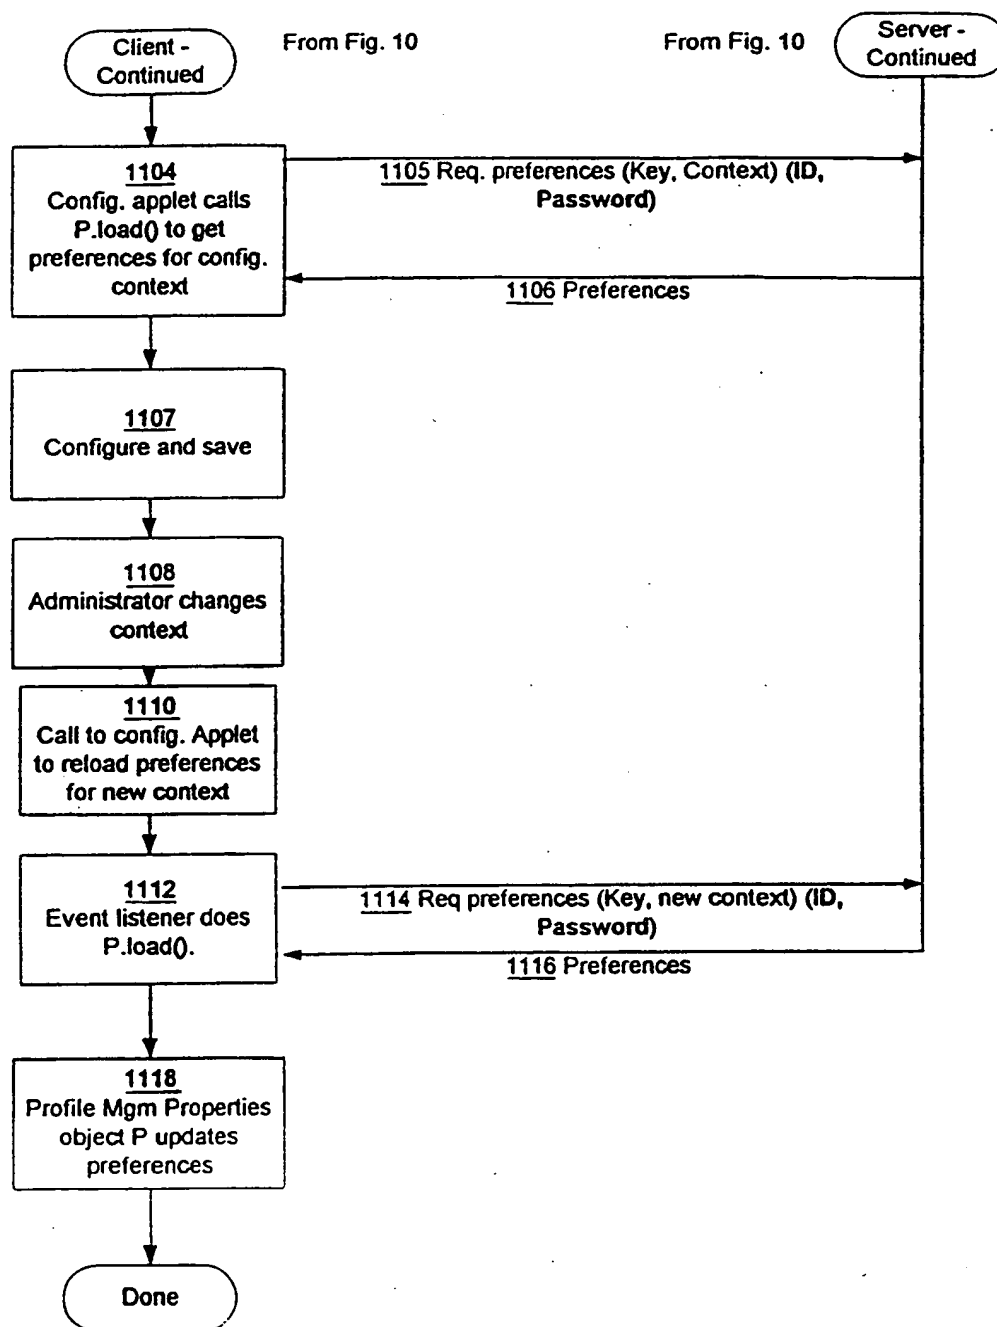 Client -
Continued
From Fig. 10
From Fig. 10
Server -
Continued
1104
Config. applet calls
P.load() to get
preferences for config.
context
1105 Req. preferences (Key, Context) (ID,
Password)
1106 Preferences
1107
Configure and save
1108
Administrator changes
context
1110
Call to config. Applet
to reload preferences
for new context
1112
Event listener does
P.load().
1114 Req preferences (Key, new context) (ID,
Password)
1116 Preferences
1118
Profile Mgm Properties
object P updates
preferences
Done